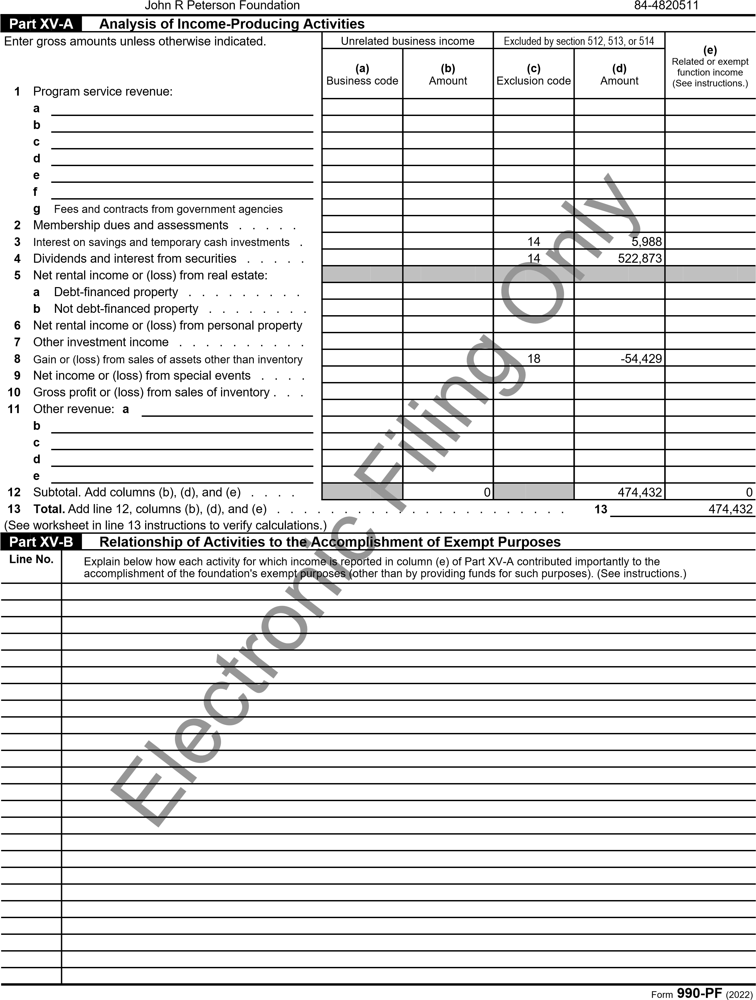 John R Peterson Foundation 84-4820511
Part XV-A Analysis of Income-Producing Activities
Enter gross amounts unless otherwise indicated. Unrelated business income Excluded by section 512, 513, or 514 (e) Related or exempt function income (See instructions.)
(a) Business code (b) Amount (c) Exclusion code (d) Amount
1 Program service revenue:
a
b
c
d
e
f
g Fees and contracts from government agencies
2 Membership dues and assessments . . . . .
3 Interest on savings and temporary cash investments . 14 5,988
4 Dividends and interest from securities . . . . . 14 522,873
5 Net rental income or (loss) from real estate:
a Debt-financed property . . . . . . . . .
b Not debt-financed property . . . . . . . .
6 Net rental income or (loss) from personal property
7 Other investment income . . . . . . . . . .
8 Gain or (loss) from sales of assets other than inventory 18 -54,429
9 Net income or (loss) from special events . . . .
10 Gross profit or (loss) from sales of inventory . . .
11 Other revenue: a
b
c
d
e
12 Subtotal. Add columns (b), (d), and (e) . . . . 0 474,432 0
13 Total. Add line 12, columns (b), (d), and (e) . . . . . . . . . . . . . . . . . . . . . . 13 474,432
(See worksheet in line 13 instructions to verify calculations.)
Part XV-B Relationship of Activities to the Accomplishment of Exempt Purposes
Line No. Explain below how each activity for which income is reported in column (e) of Part XV-A contributed importantly to the
accomplishment of the foundation's exempt purposes (other than by providing funds for such purposes). (See instructions.)
Electronic Filing Only
Form 990-PF (2022)